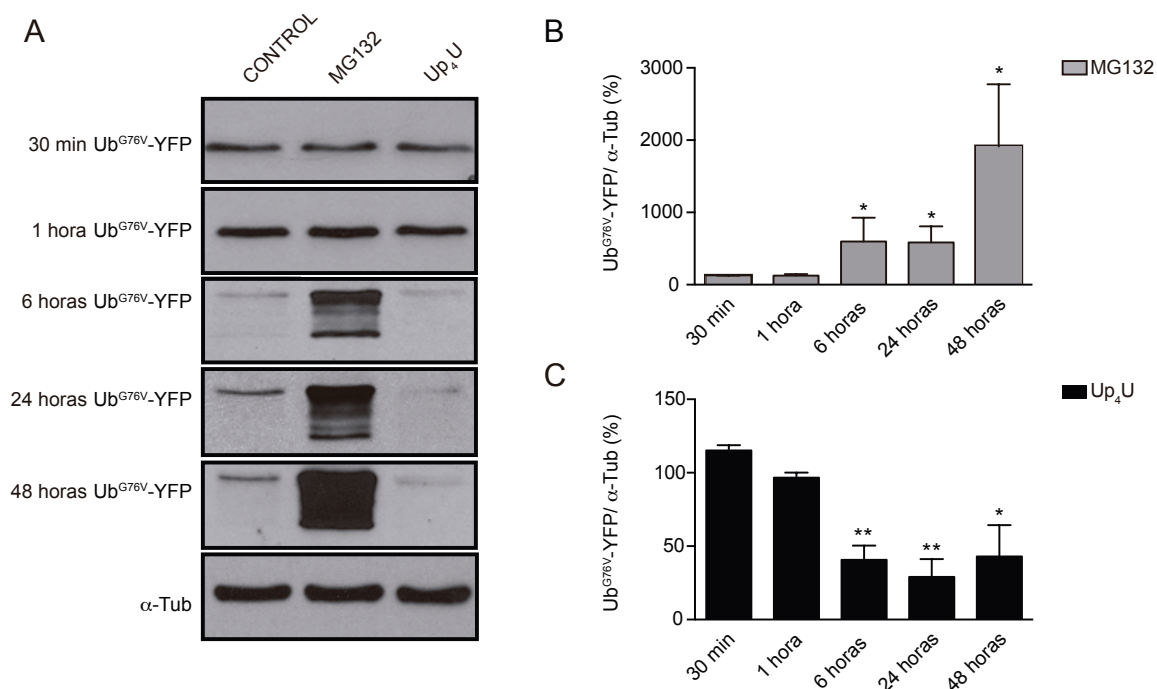 A
CONTROL
MG132
Up₄U
30 min Ubᴳ⁷⁶ⱽ-YFP
1 hora Ubᴳ⁷⁶ⱽ-YFP
6 horas Ubᴳ⁷⁶ⱽ-YFP
24 horas Ubᴳ⁷⁶ⱽ-YFP
48 horas Ubᴳ⁷⁶ⱽ-YFP
α-Tub
B
Ubᴳ⁷⁶ⱽ-YFP/ α-Tub (%)
3000
2000
1000
0
*
*
*
30 min
1 hora
6 horas
24 horas
48 horas
MG132
C
Ubᴳ⁷⁶ⱽ-YFP/ α-Tub (%)
150
100
50
0
**
**
*
30 min
1 hora
6 horas
24 horas
48 horas
Up₄U